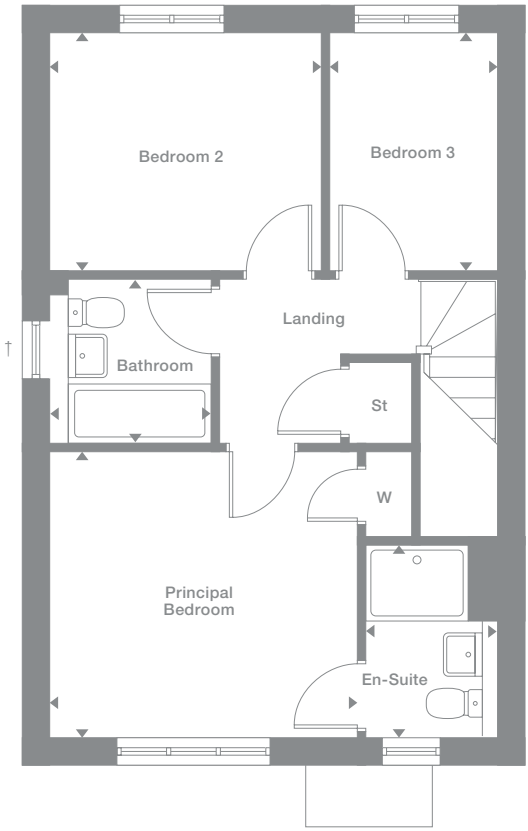 Bedroom 2
Bedroom 3
Landing
†
Bathroom
St
W
Principal
Bedroom
En-Suite